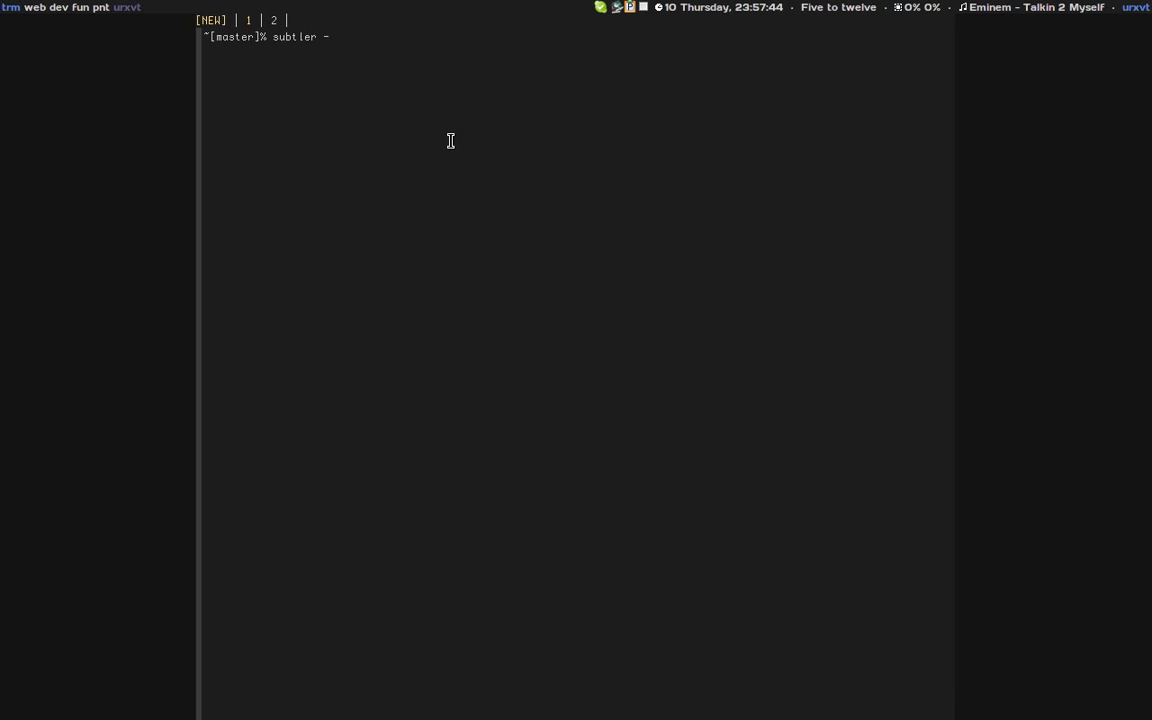 trm web dev fun pnt urxvt
10 Thursday, 23:57:44 · Five to twelve · 0% 0% · Eminem - Talkin 2 Myself · urxvt
[NEW] | 1 | 2 |
~[master]% subtler -